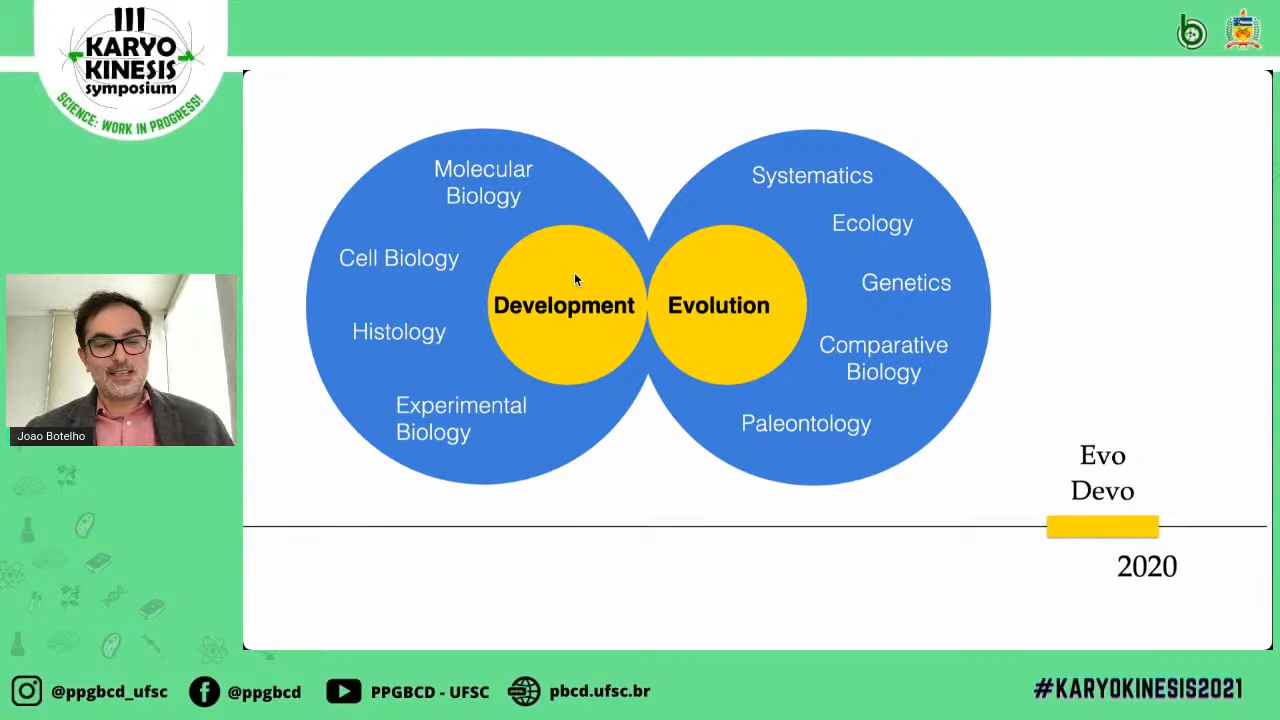 III
KARYO
KINESIS
symposium
SCIENCE: WORK IN PROGRESS!
Molecular
Biology
Cell Biology
Histology
Experimental
Biology
Development
Evolution
Systematics
Ecology
Genetics
Comparative
Biology
Paleontology
Evo
Devo
2020
Joao Botelho
@ppgbcd_ufsc
@ppgbcd
PPGBCD - UFSC
pbcd.ufsc.br
#KARYOKINESIS2021